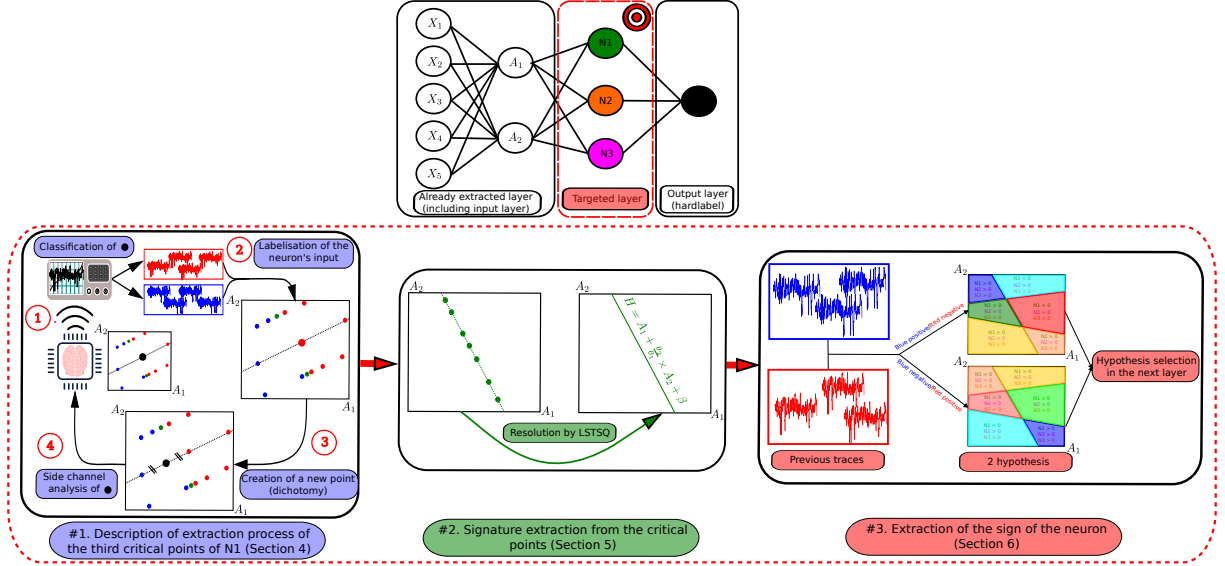 X1
X2
X3
X4
X5
A1
A2
N1
N2
N3
Already extracted layer
(including input layer)
Targeted layer
Output layer
(hardlabel)
Classification of
2
Labelisation of the
neuron's input
1
A2
A1
A2
A1
3
4
A2
A1
Side channel
analysis of
Creation of a new point
(dichotomy)
#1. Description of extraction process of
the third critical points of N1 (Section 4)
A2
A1
A2
A1
Resolution by LSTSQ
#2. Signature extraction from the critical
points (Section 5)
Previous traces
Blue positive/Red negative
Blue negative/Red positive
A2
A1
A2
A1
2 hypothesis
Hypothesis selection
in the next layer
#3. Extraction of the sign of the neuron
(Section 6)